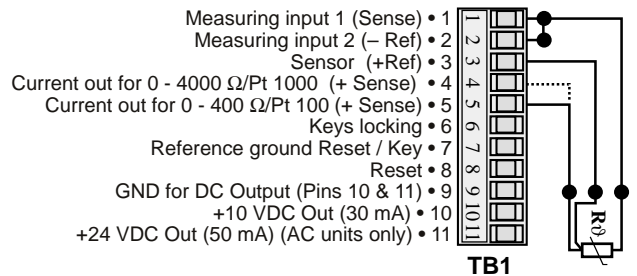 Measuring input 1 (Sense) • 1
Measuring input 2 (– Ref) • 2
Sensor (+Ref) • 3
Current out for 0 - 4000 Ω/Pt 1000 (+ Sense) • 4
Current out for 0 - 400 Ω/Pt 100 (+ Sense) • 5
Keys locking • 6
Reference ground Reset / Key • 7
Reset • 8
GND for DC Output (Pins 10 & 11) • 9
+10 VDC Out (30 mA) • 10
+24 VDC Out (50 mA) (AC units only) • 11
1
2
3
4
5
6
7
8
9
10
11
Rϑ
TB1